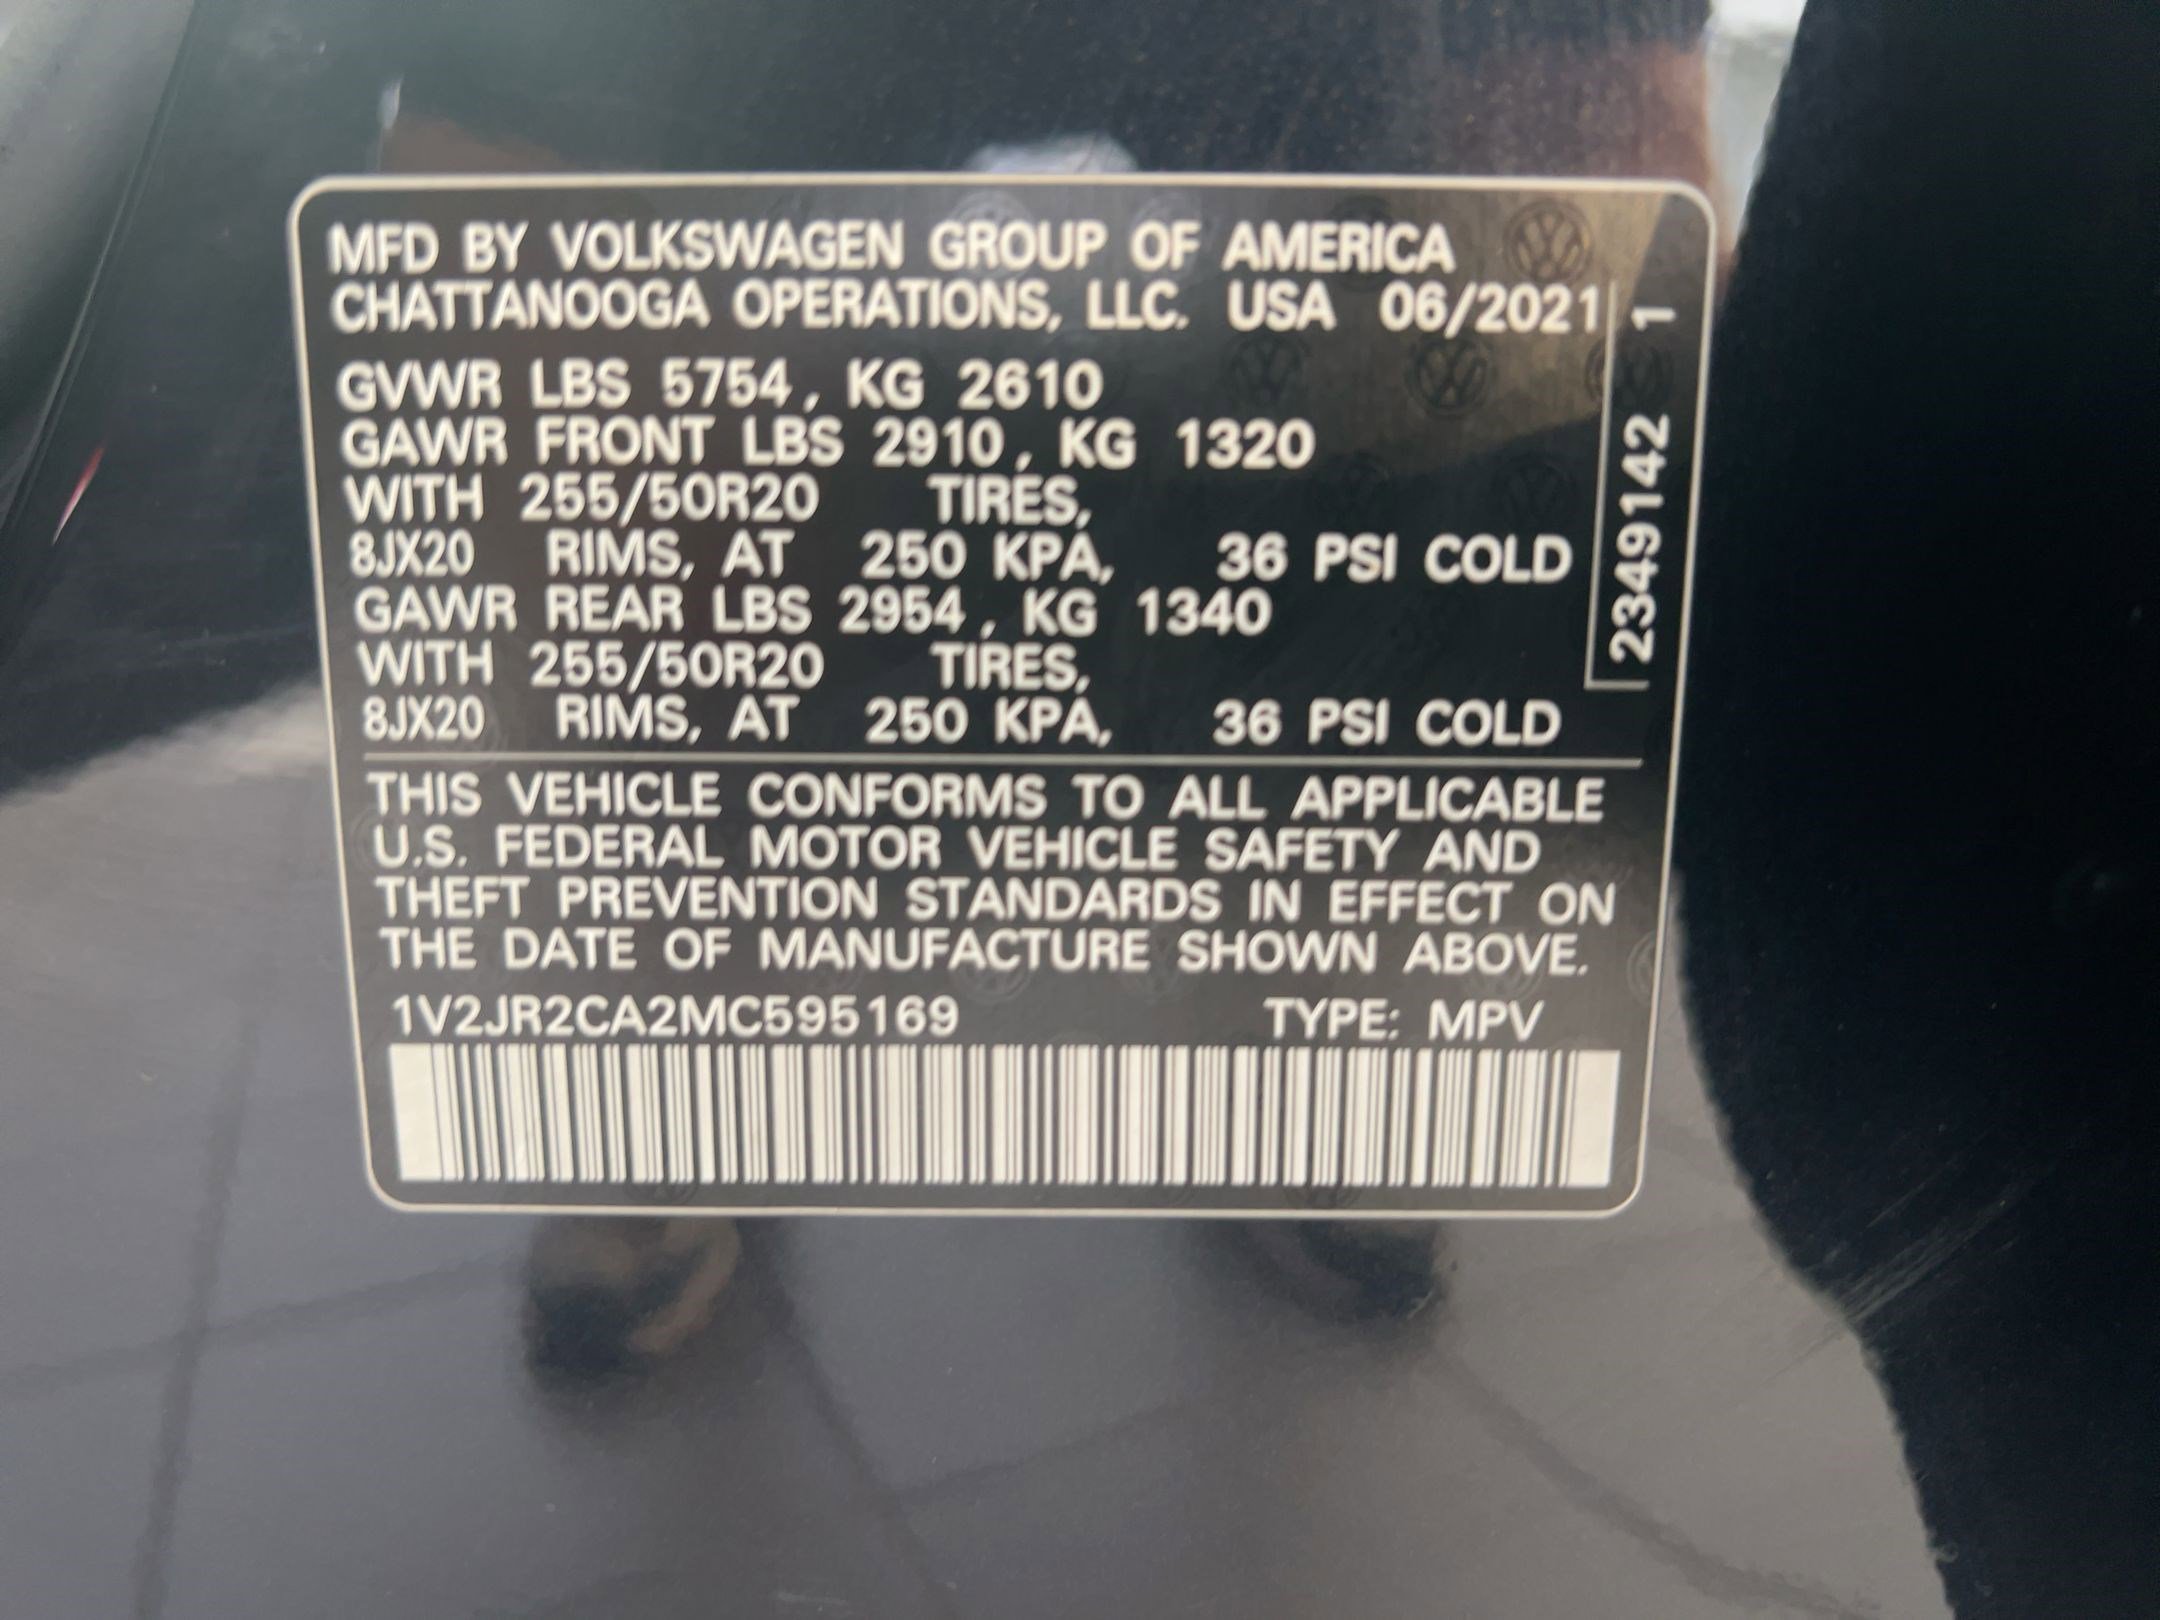 MFD BY VOLKSWAGEN GROUP OF AMERICA
CHATTANOOGA OPERATIONS, LLC. USA 06/2021
GVWR LBS 5754, KG 2610
GAWR FRONT LBS 2910, KG 1320
WITH 255/50R20 TIRES,
8JX20 RIMS, AT 250 KPA, 36 PSI COLD
GAWR REAR LBS 2954, KG 1340
WITH 255/50R20 TIRES,
8JX20 RIMS, AT 250 KPA, 36 PSI COLD
2349142 1
THIS VEHICLE CONFORMS TO ALL APPLICABLE
U.S. FEDERAL MOTOR VEHICLE SAFETY AND
THEFT PREVENTION STANDARDS IN EFFECT ON
THE DATE OF MANUFACTURE SHOWN ABOVE.
1V2JR2CA2MC595169 TYPE: MPV